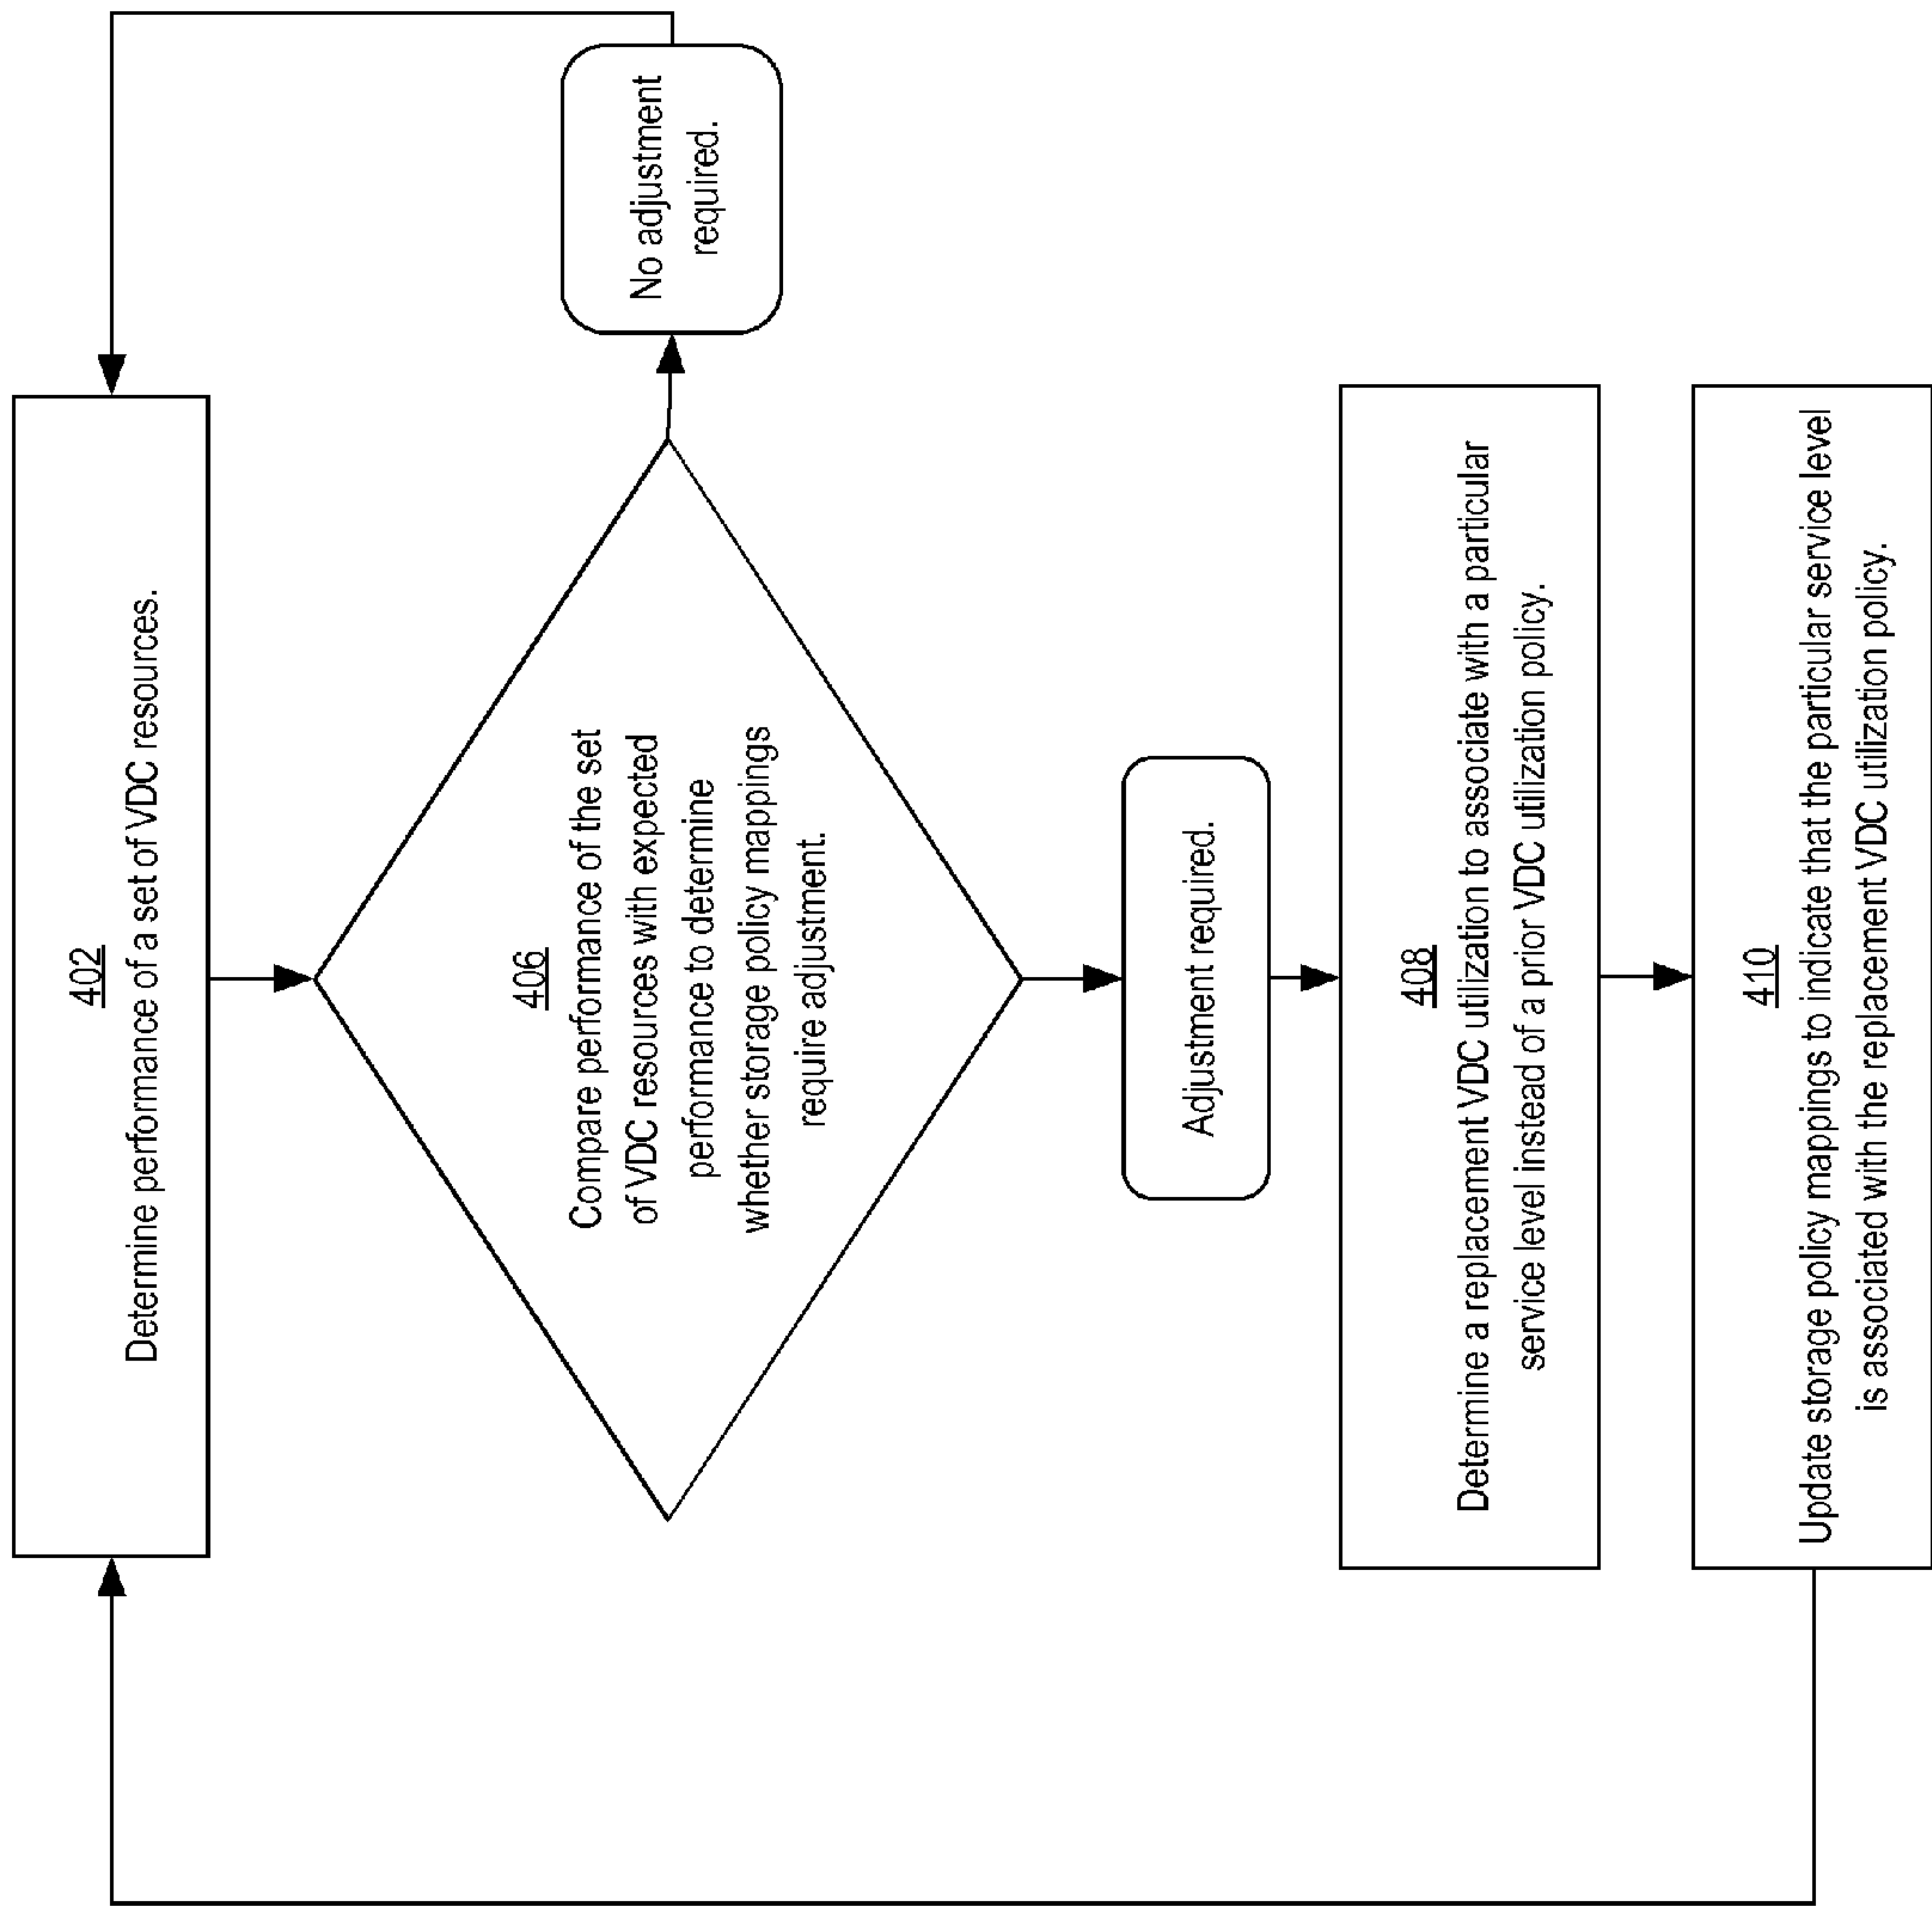 402
Determine performance of a set of VDC resources.
406
Compare performance of the set
of VDC resources with expected
performance to determine
whether storage policy mappings
require adjustment.
No adjustment
required.
Adjustment required.
408
Determine a replacement VDC utilization to associate with a particular
service level instead of a prior VDC utilization policy.
410
Update storage policy mappings to indicate that the particular service level
is associated with the replacement VDC utilization policy.